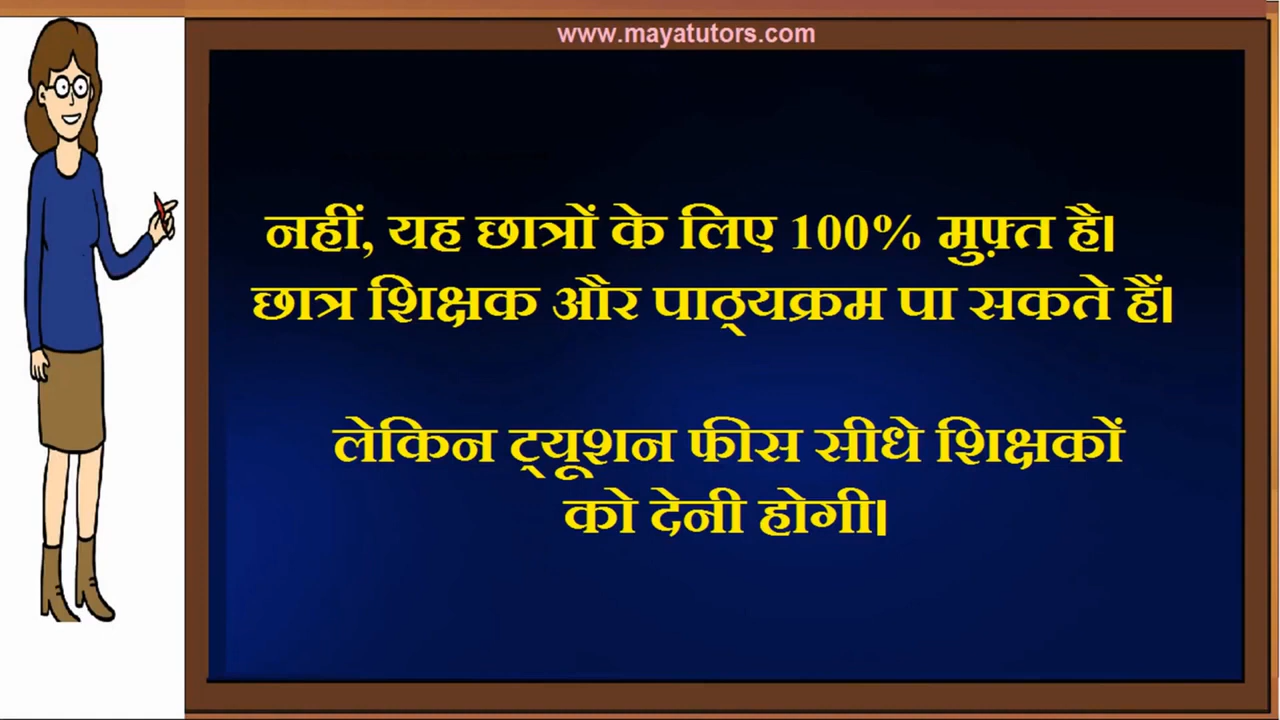 www.mayatutors.com
नहीं, यह छात्रों के लिए 100% मुफ़्त है।
छात्र शिक्षक और पाठ्यक्रम पा सकते हैं।
लेकिन ट्यूशन फीस सीधे शिक्षकों
को देनी होगी।